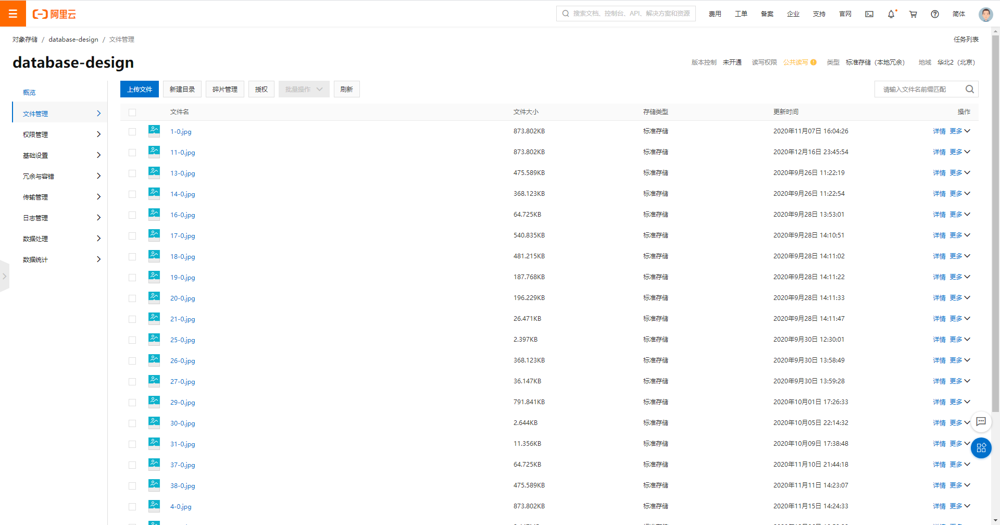 阿里云
搜索文档、控制台、API、解决方案和资源
费用 工单 备案 企业 支持 官网 简体
对象存储 / database-design / 文件管理
任务列表
database-design
版本控制 未开通 读写权限 公共读写 类型 标准存储（本地冗余） 地域 华北2（北京）
概览
文件管理
权限管理
基础设置
冗余与容错
传输管理
日志管理
数据处理
数据统计
上传文件 新建目录 碎片管理 授权 批量操作 刷新
请输入文件名前缀匹配
文件名 文件大小 存储类型 更新时间 操作
1-0.jpg 873.802KB 标准存储 2020年11月07日 16:04:26 详情 更多
11-0.jpg 873.802KB 标准存储 2020年12月16日 23:45:54 详情 更多
13-0.jpg 475.589KB 标准存储 2020年9月26日 11:22:19 详情 更多
14-0.jpg 368.123KB 标准存储 2020年9月26日 11:22:54 详情 更多
16-0.jpg 64.725KB 标准存储 2020年9月28日 13:53:01 详情 更多
17-0.jpg 540.835KB 标准存储 2020年9月28日 14:10:51 详情 更多
18-0.jpg 481.215KB 标准存储 2020年9月28日 14:11:02 详情 更多
19-0.jpg 187.768KB 标准存储 2020年9月28日 14:11:22 详情 更多
20-0.jpg 196.229KB 标准存储 2020年9月28日 14:11:33 详情 更多
21-0.jpg 26.471KB 标准存储 2020年9月28日 14:11:47 详情 更多
25-0.jpg 2.397KB 标准存储 2020年9月30日 12:30:01 详情 更多
26-0.jpg 368.123KB 标准存储 2020年9月30日 13:58:49 详情 更多
27-0.jpg 36.147KB 标准存储 2020年9月30日 13:59:28 详情 更多
29-0.jpg 791.841KB 标准存储 2020年10月01日 17:26:33 详情 更多
30-0.jpg 2.644KB 标准存储 2020年10月05日 22:14:32 详情 更多
31-0.jpg 11.356KB 标准存储 2020年10月09日 17:38:48 详情 更多
37-0.jpg 64.725KB 标准存储 2020年11月10日 21:44:18 详情 更多
38-0.jpg 475.589KB 标准存储 2020年11月11日 14:23:07 详情 更多
4-0.jpg 873.802KB 标准存储 2020年11月15日 14:24:33 详情 更多